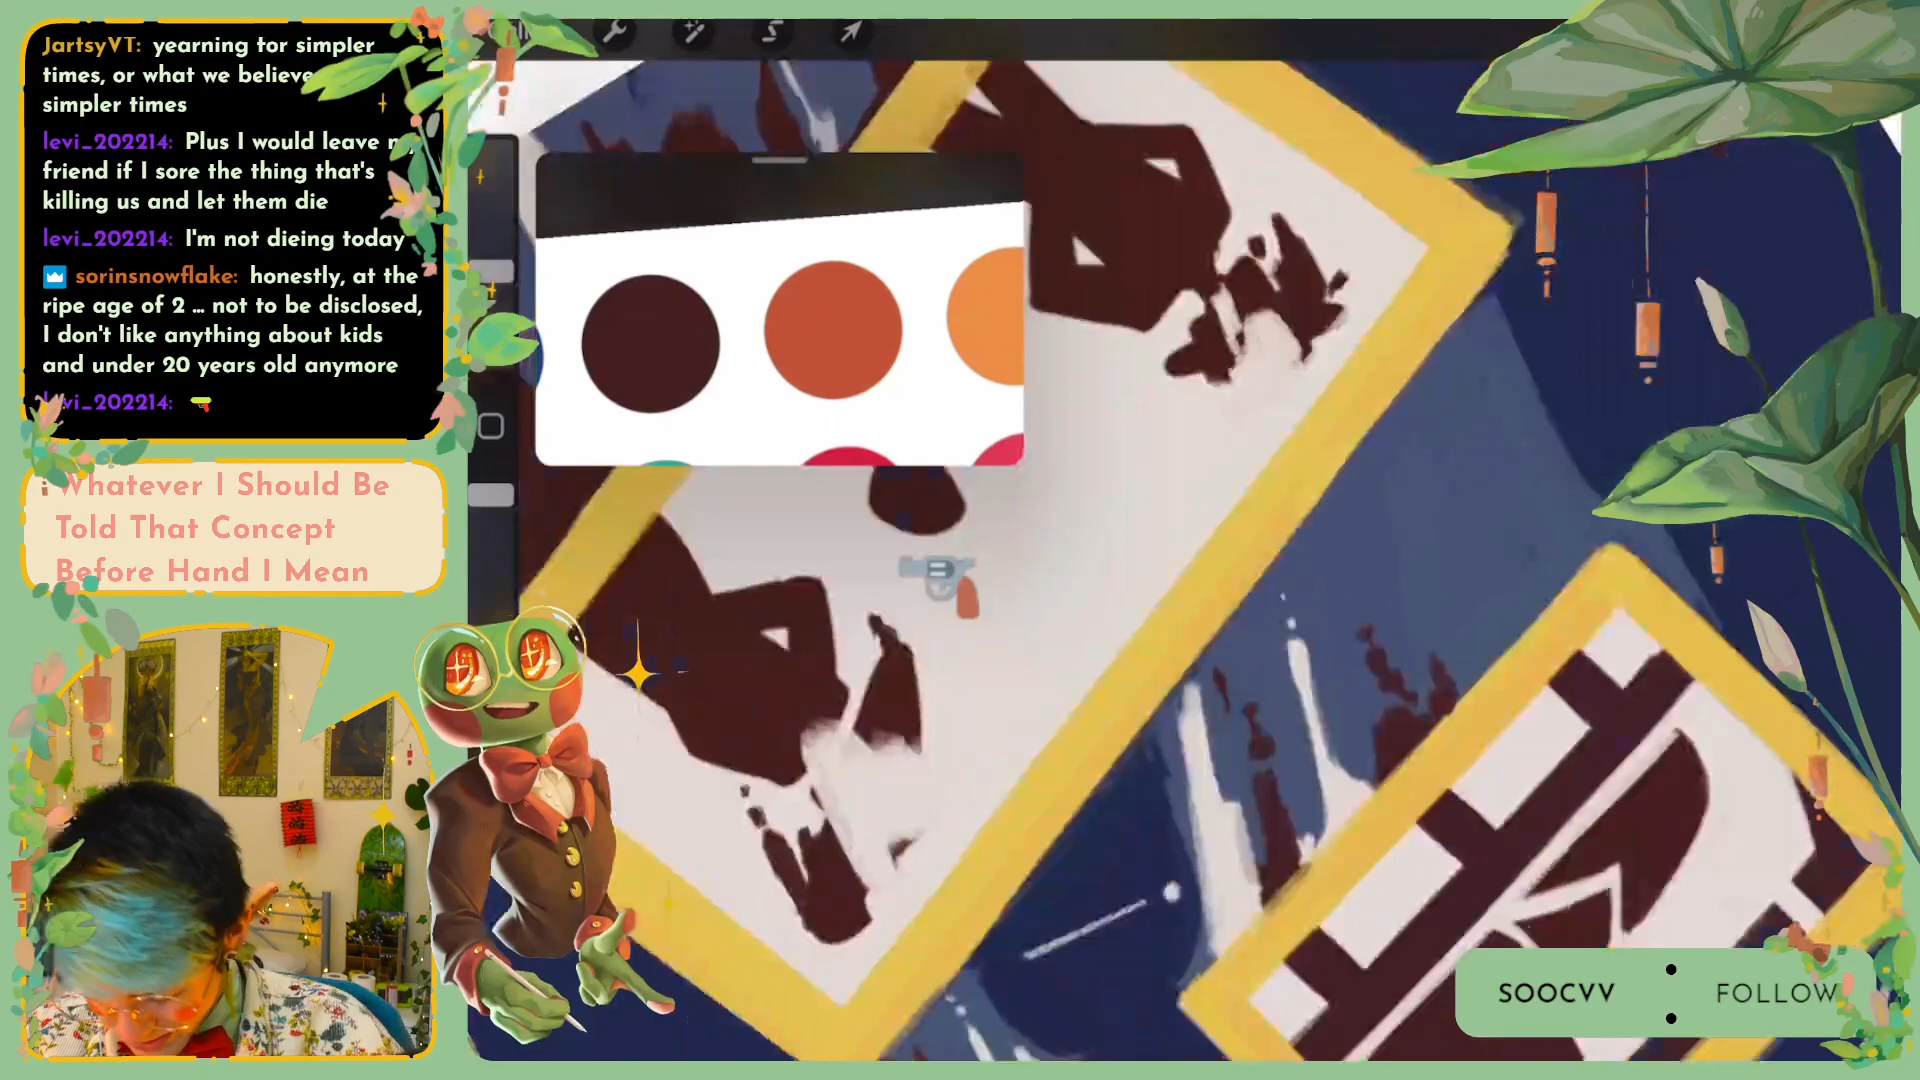 JartsyVT: yearning for simpler
times, or what we believe
simpler times
levi_202214: Plus I would leave
friend if I sore the thing that's
killing us and let them die
levi_202214: I'm not dieing today
sorinsnowflake: honestly, at the
ripe age of 2 ... not to be disclosed,
I don't like anything about kids
and under 20 years old anymore
levi_202214:
Whatever I Should Be
Told That Concept
Before Hand I Mean
SOOCVV
FOLLOW